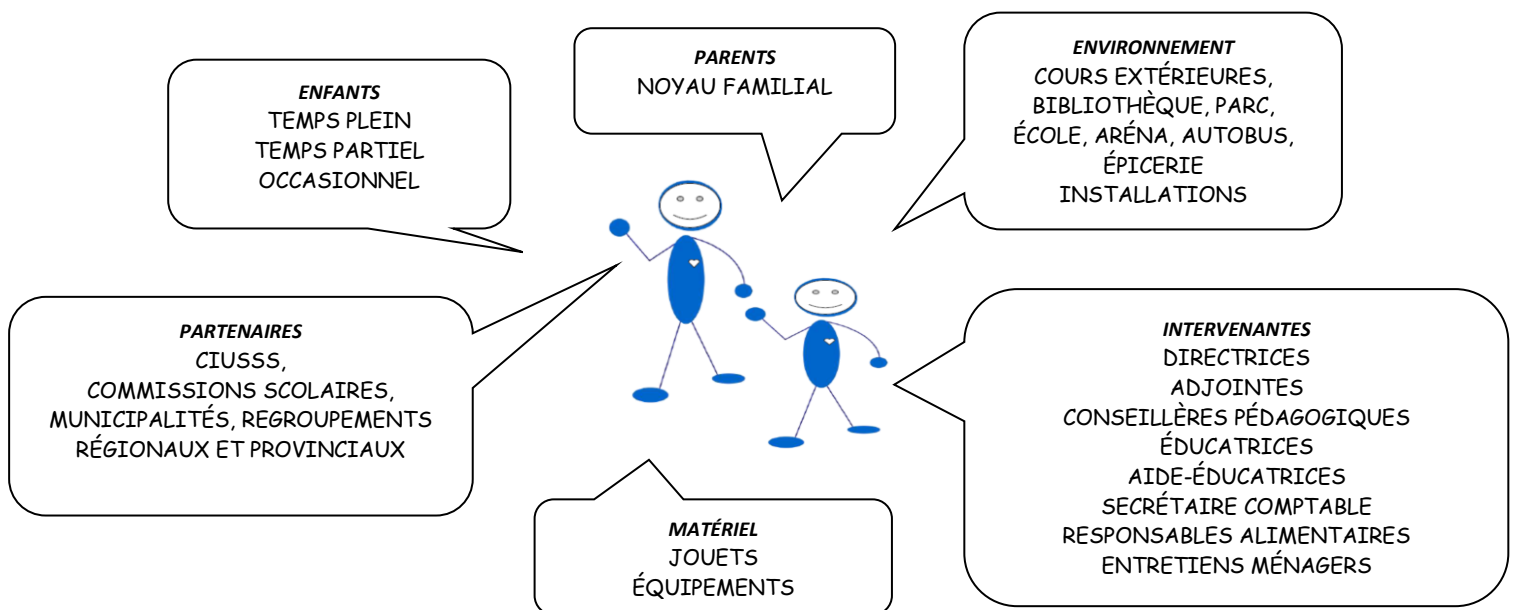 ENFANTS
TEMPS PLEIN
TEMPS PARTIEL
OCCASIONNEL
PARENTS
NOYAU FAMILIAL
ENVIRONNEMENT
COURS EXTÉRIEURES,
BIBLIOTHÈQUE, PARC,
ÉCOLE, ARÉNA, AUTOBUS,
ÉPICERIE
INSTALLATIONS
PARTENAIRES
CIUSSS,
COMMISSIONS SCOLAIRES,
MUNICIPALITÉS, REGROUPEMENTS
RÉGIONAUX ET PROVINCIAUX
INTERVENANTES
DIRECTRICES
ADJOINTES
CONSEILLÈRES PÉDAGOGIQUES
ÉDUCATRICES
AIDE-ÉDUCATRICES
SECRÉTAIRE COMPTABLE
RESPONSABLES ALIMENTAIRES
ENTRETIENS MÉNAGERS
MATÉRIEL
JOUETS
ÉQUIPEMENTS